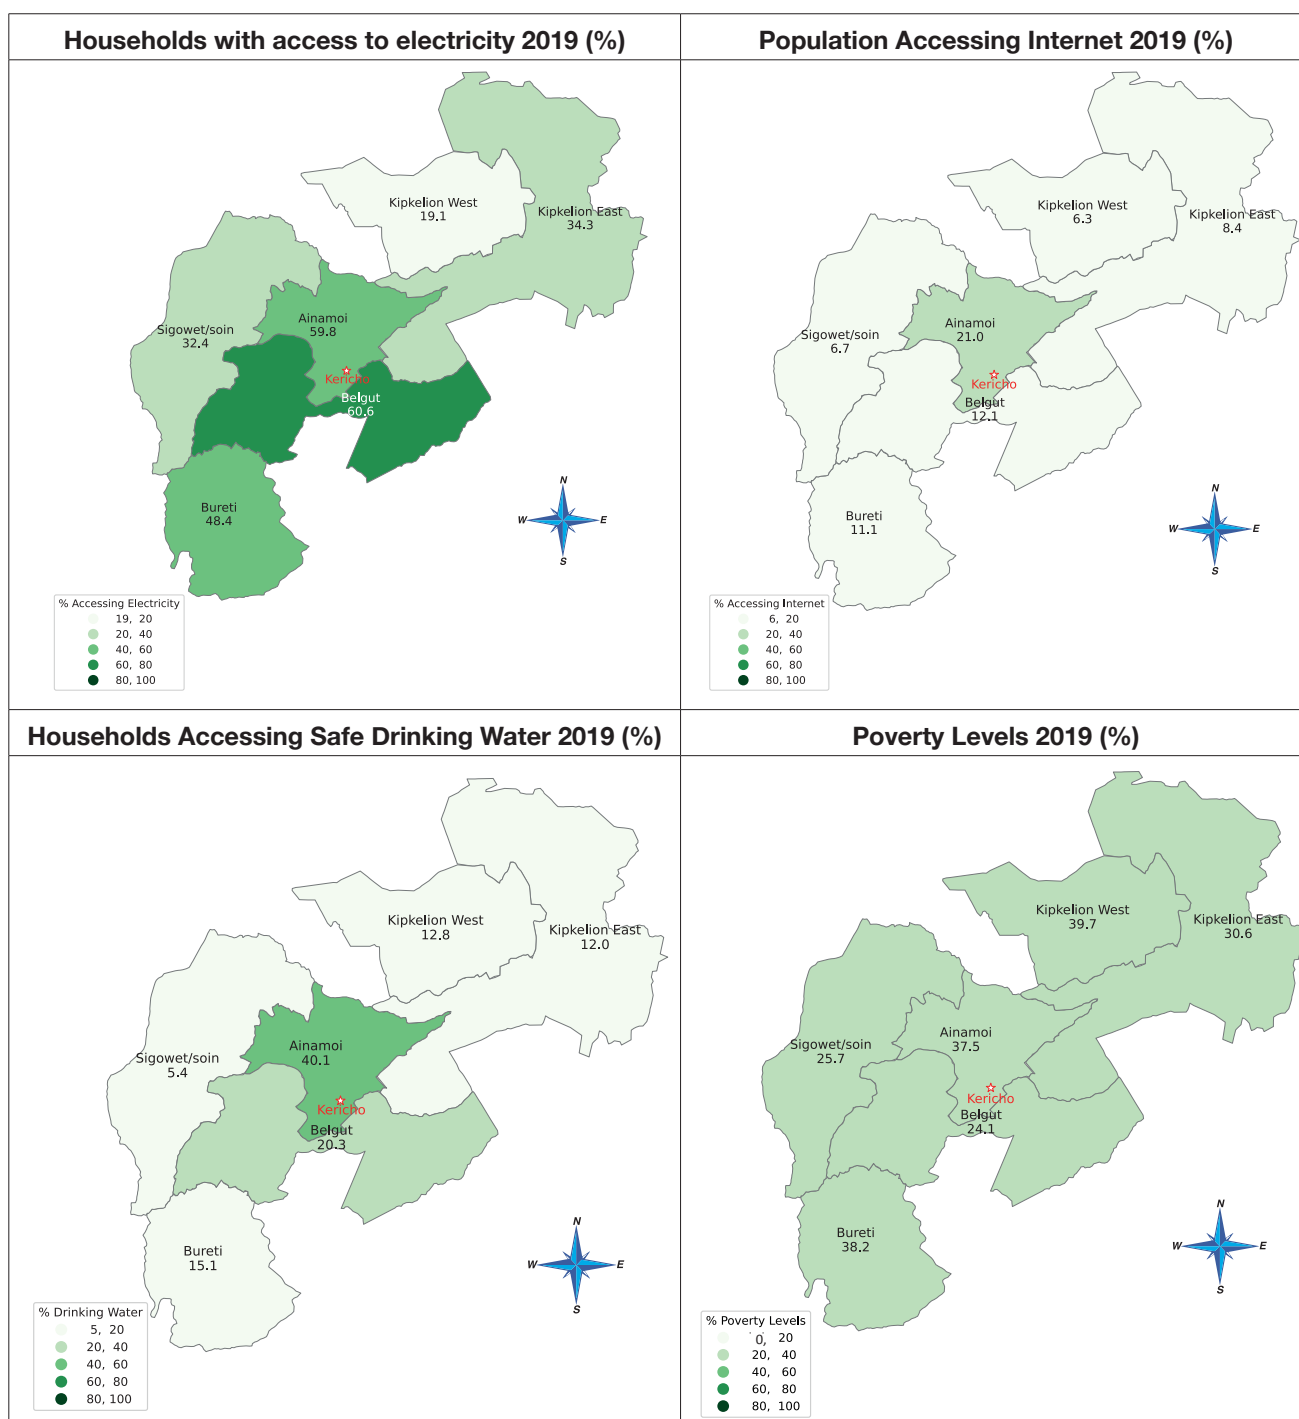 Households with access to electricity 2019 (%)
Kipkelion West
19.1
Kipkelion East
34.3
Ainamoi
59.8
Sigowet/soin
32.4
Kericho
Belgut
60.6
Bureti
48.4
N
W E
S
% Accessing Electricity
19, 20
20, 40
40, 60
60, 80
80, 100
Population Accessing Internet 2019 (%)
Kipkelion West
6.3
Kipkelion East
8.4
Ainamoi
21.0
Sigowet/soin
6.7
Kericho
Belgut
12.1
Bureti
11.1
N
W E
S
% Accessing Internet
6, 20
20, 40
40, 60
60, 80
80, 100
Households Accessing Safe Drinking Water 2019 (%)
Kipkelion West
12.8
Kipkelion East
12.0
Ainamoi
40.1
Sigowet/soin
5.4
Kericho
Belgut
20.3
Bureti
15.1
N
W E
S
% Drinking Water
5, 20
20, 40
40, 60
60, 80
80, 100
Poverty Levels 2019 (%)
Kipkelion West
39.7
Kipkelion East
30.6
Ainamoi
37.5
Sigowet/soin
25.7
Kericho
Belgut
24.1
Bureti
38.2
N
W E
S
% Poverty Levels
0, 20
20, 40
40, 60
60, 80
80, 100